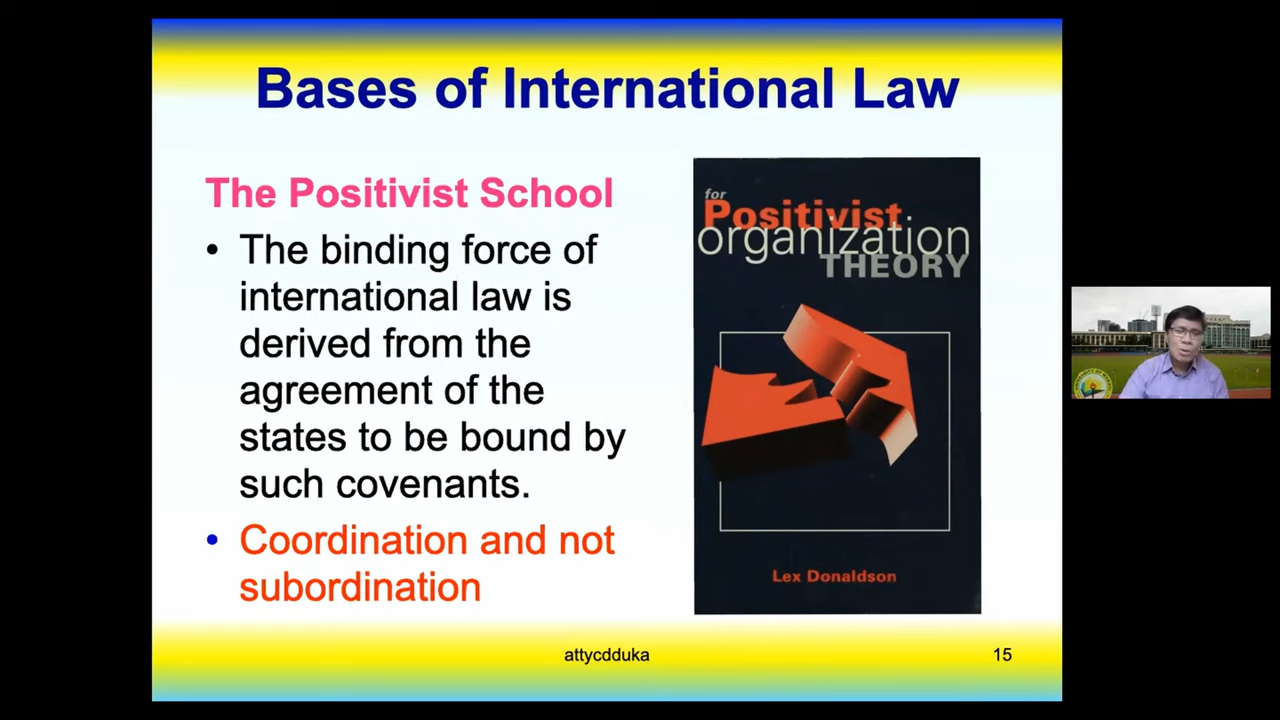 Bases of International Law
The Positivist School
• The binding force of
international law is
derived from the
agreement of the
states to be bound by
such covenants.
• Coordination and not
subordination
for
Positivist
organization
THEORY
Lex Donaldson
attycdduka
15